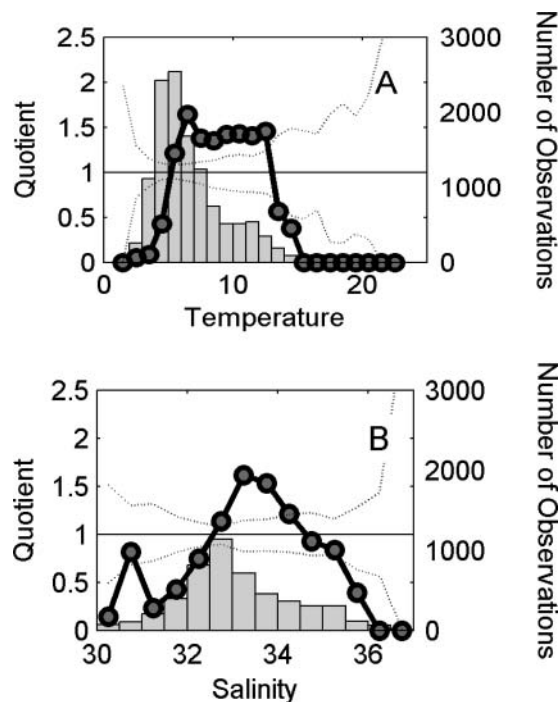 2.5
2
1.5
1
0.5
0
Quotient
A
3000
2000
1000
0
Number of Observations
0 10 20
Temperature
2.5
2
1.5
1
0.5
0
Quotient
B
3000
2000
1000
0
Number of Observations
30 32 34 36
Salinity